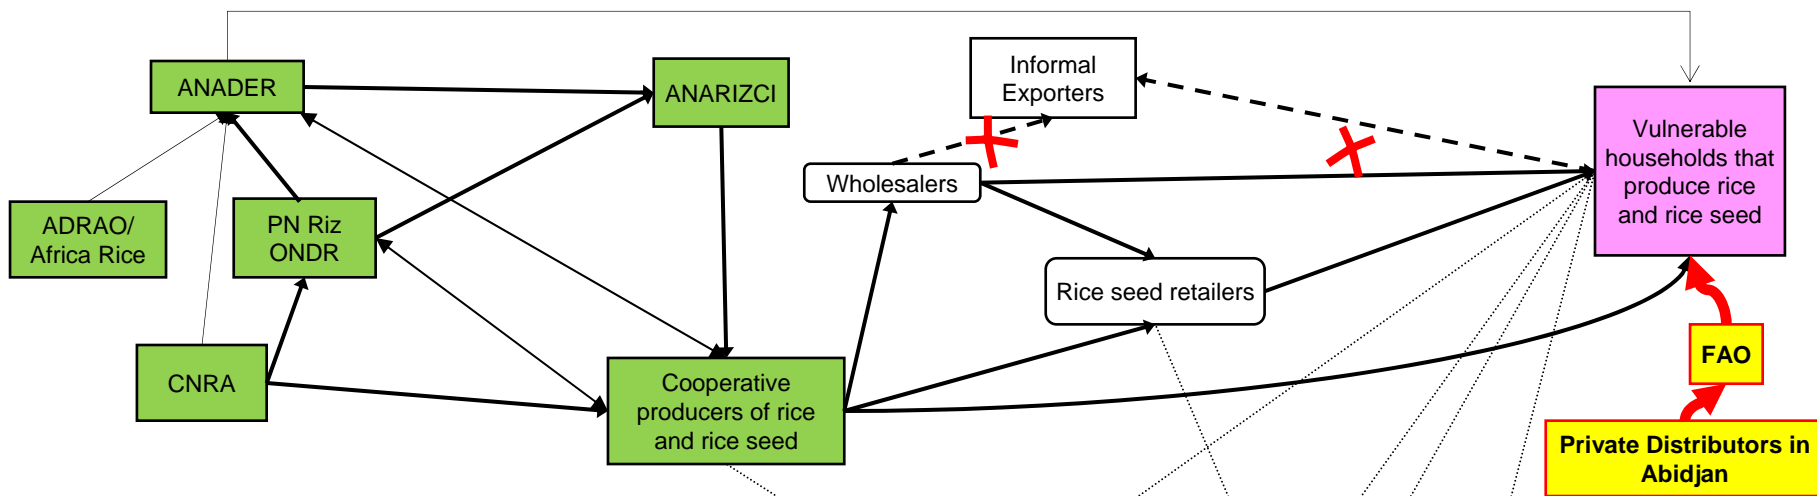 ANADER
ANARIZCI
Informal
Exporters
Vulnerable
households that
produce rice
and rice seed
Wholesalers
ADRAO/
Africa Rice
PN Riz
ONDR
Rice seed retailers
FAO
CNRA
Cooperative
producers of rice
and rice seed
Private Distributors in
Abidjan